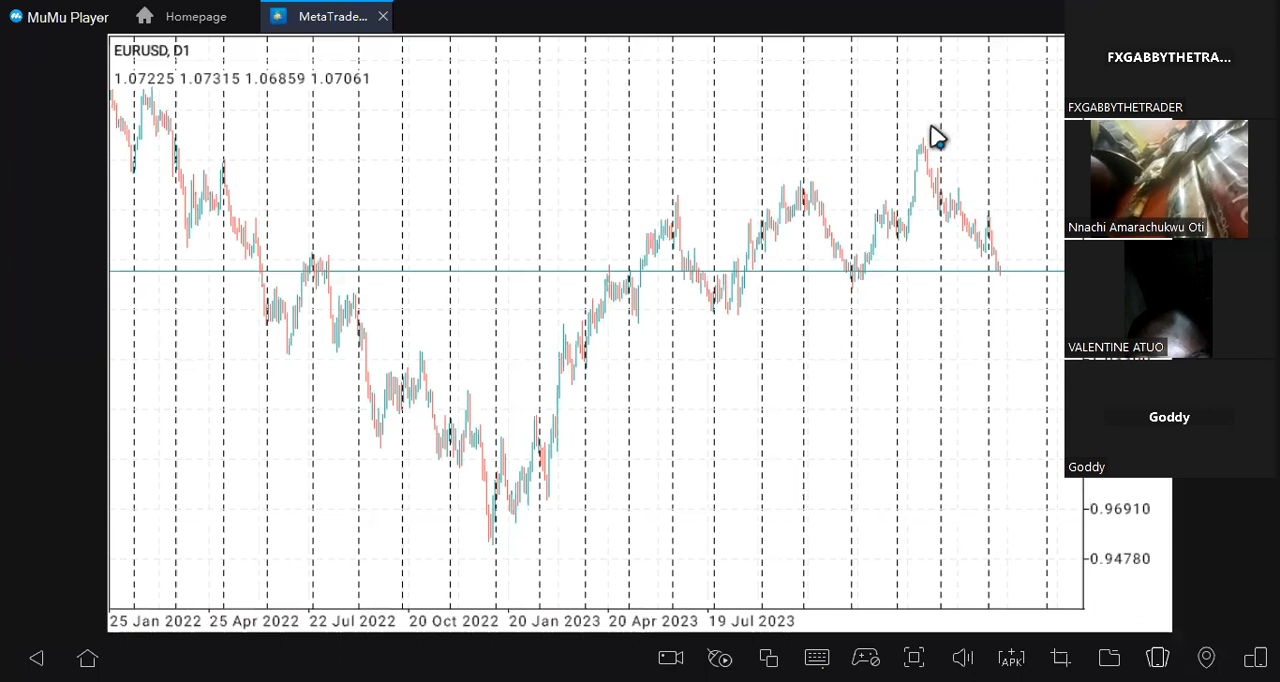 MuMu Player
Homepage
MetaTrade...
EURUSD, D1
1.07225 1.07315 1.06859 1.07061
FXGABBYTHETRA...
FXGABBYTHETRADER
Nnachi Amarachukwu Oti
VALENTINE ATUO
Goddy
Goddy
0.96910
0.94780
25 Jan 2022 25 Apr 2022 22 Jul 2022 20 Oct 2022 20 Jan 2023 20 Apr 2023 19 Jul 2023
APK